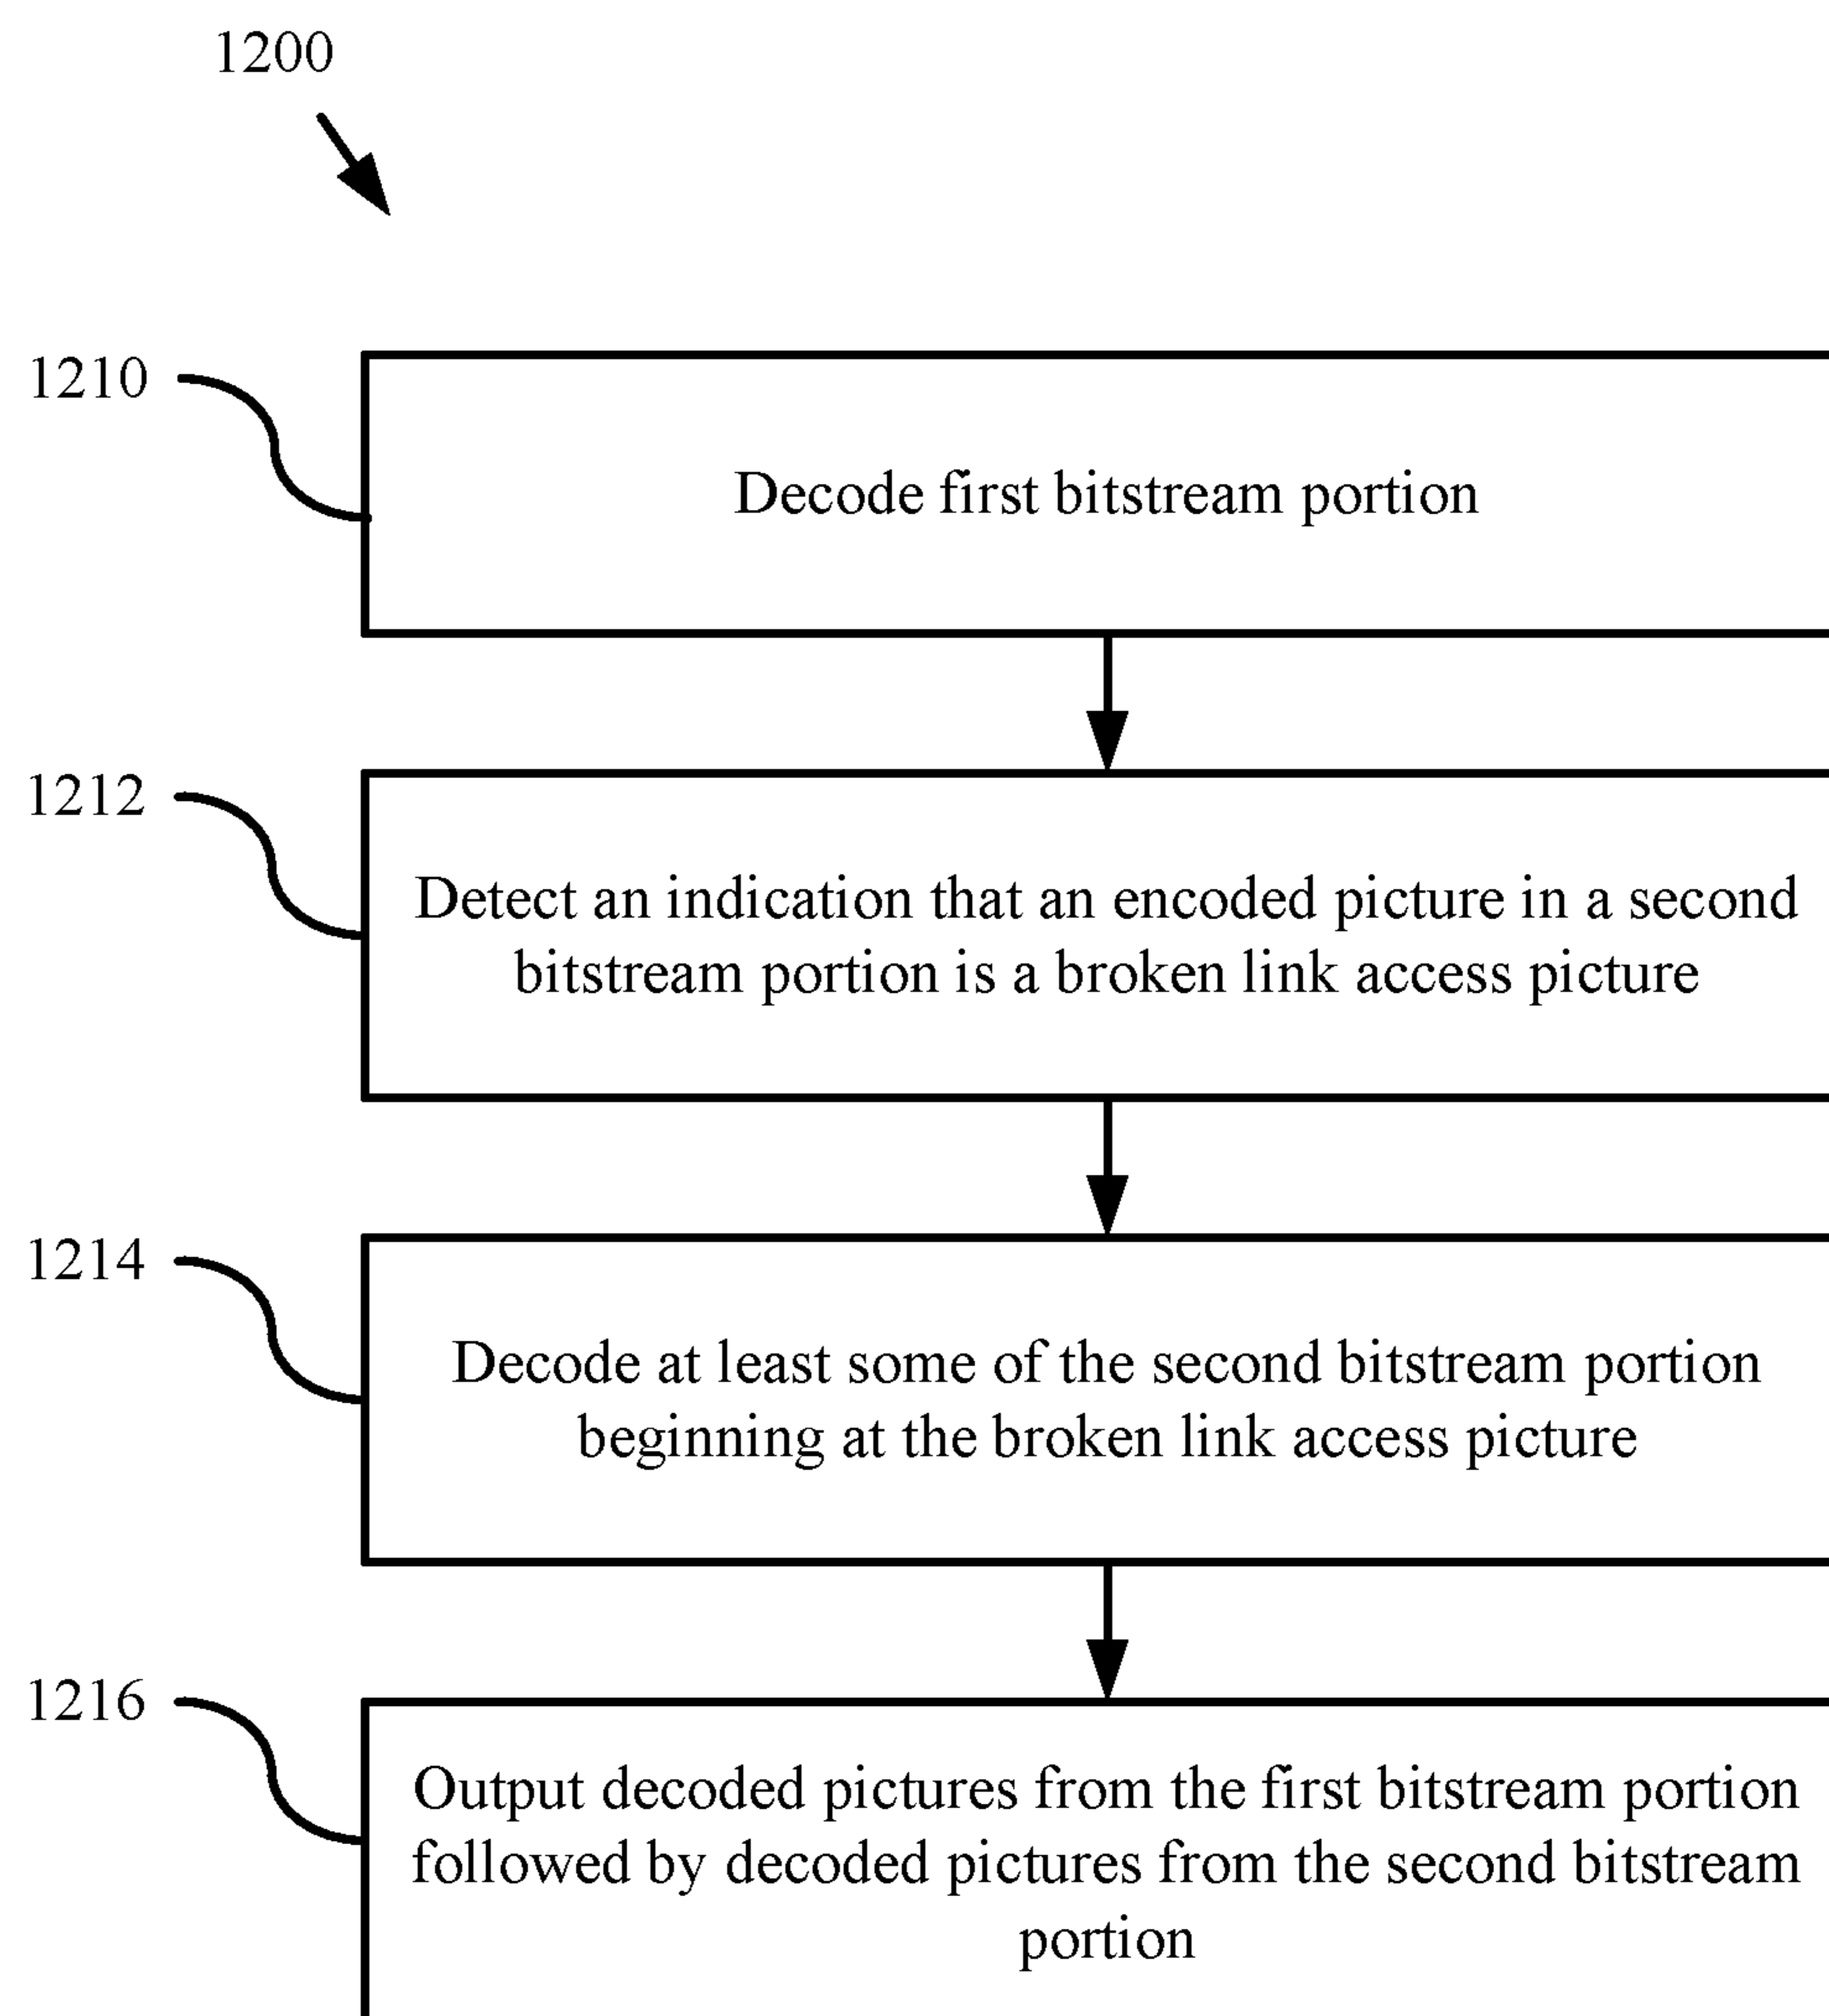 1200
1210
Decode first bitstream portion
1212
Detect an indication that an encoded picture in a second
bitstream portion is a broken link access picture
1214
Decode at least some of the second bitstream portion
beginning at the broken link access picture
1216
Output decoded pictures from the first bitstream portion
followed by decoded pictures from the second bitstream
portion